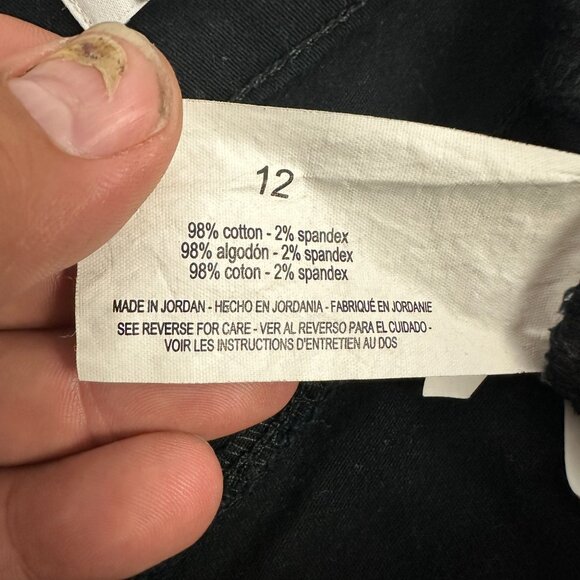 12
98% cotton - 2% spandex
98% algodón - 2% spandex
98% coton - 2% spandex
MADE IN JORDAN - HECHO EN JORDANIA - FABRIQUÉ EN JORDANIE
SEE REVERSE FOR CARE - VER AL REVERSO PARA EL CUIDADO -
VOIR LES INSTRUCTIONS D'ENTRETIEN AU DOS